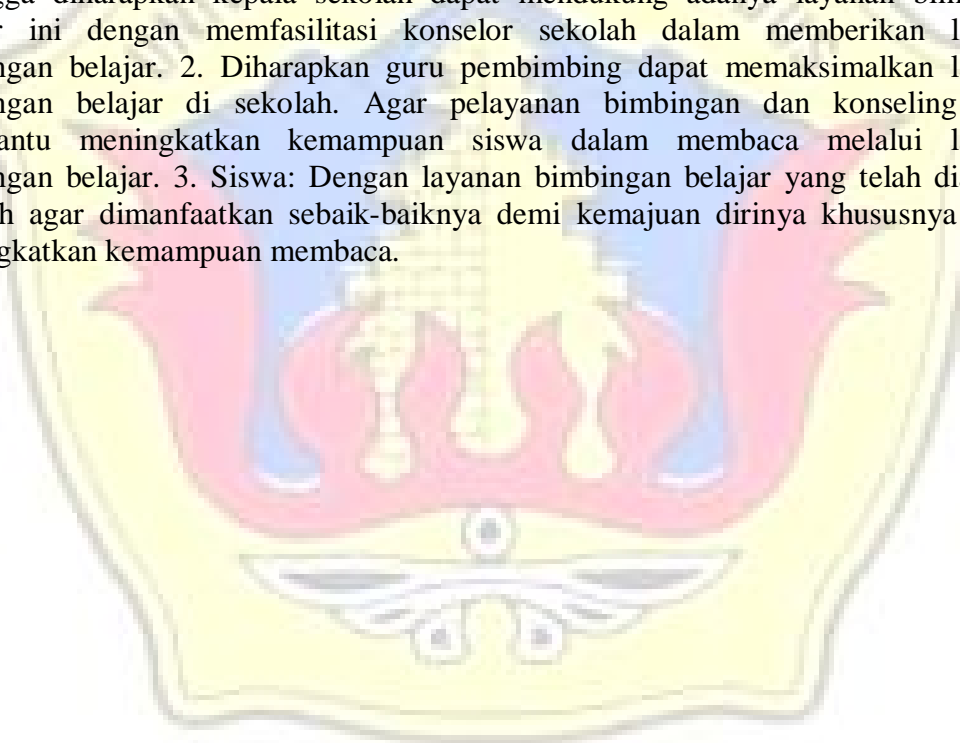 gga diharapkan kepala sekolah dapat mendukung adanya layanan bim
r ini dengan memfasilitasi konselor sekolah dalam memberikan l
ngan belajar. 2. Diharapkan guru pembimbing dapat memaksimalkan l
ngan belajar di sekolah. Agar pelayanan bimbingan dan konseling
antu meningkatkan kemampuan siswa dalam membaca melalui l
ngan belajar. 3. Siswa: Dengan layanan bimbingan belajar yang telah di
h agar dimanfaatkan sebaik-baiknya demi kemajuan dirinya khususnya
gkatkan kemampuan membaca.